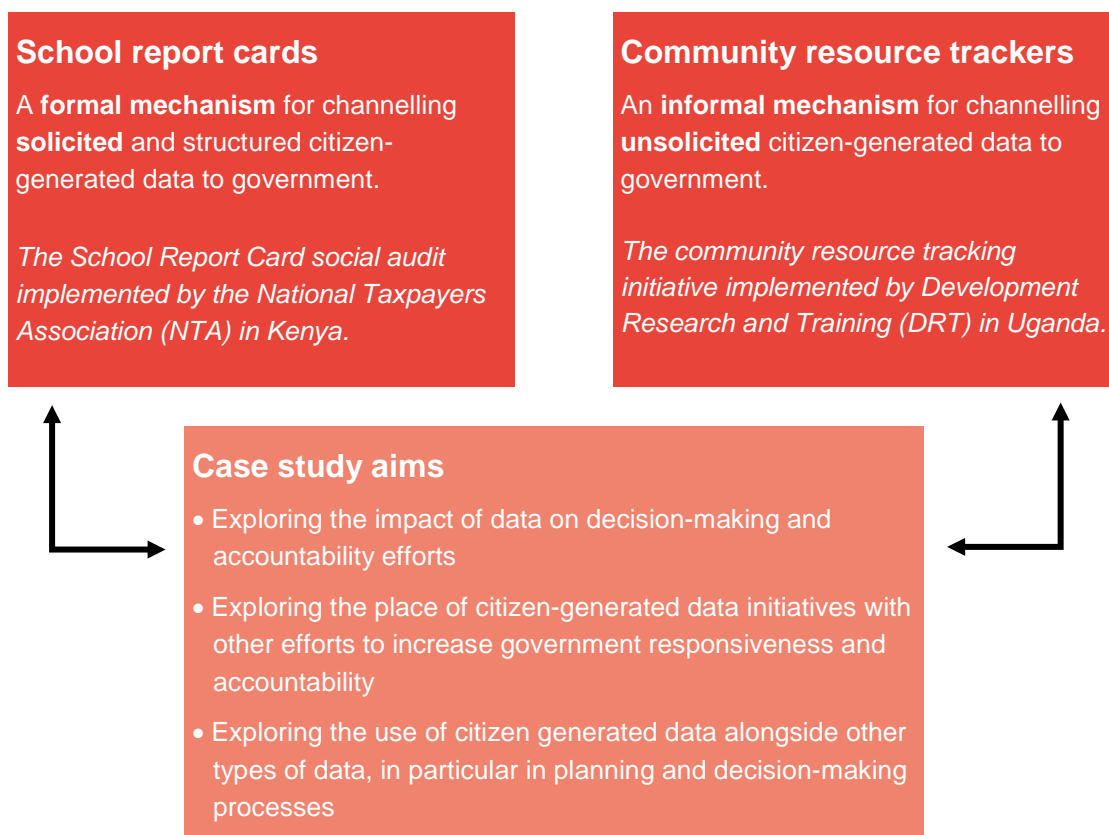 School report cards
A formal mechanism for channelling
solicited and structured citizen-
generated data to government.
The School Report Card social audit
implemented by the National Taxpayers
Association (NTA) in Kenya.
Community resource trackers
An informal mechanism for channelling
unsolicited citizen-generated data to
government.
The community resource tracking
initiative implemented by Development
Research and Training (DRT) in Uganda.
Case study aims
• Exploring the impact of data on decision-making and
accountability efforts
• Exploring the place of citizen-generated data initiatives with
other efforts to increase government responsiveness and
accountability
• Exploring the use of citizen generated data alongside other
types of data, in particular in planning and decision-making
processes